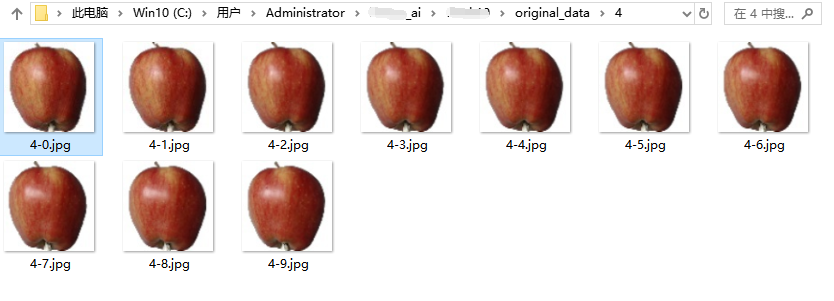 此电脑 Win10 (C:) 用户 Administrator _ai original_data 4 在 4 中搜...
4-0.jpg 4-1.jpg 4-2.jpg 4-3.jpg 4-4.jpg 4-5.jpg 4-6.jpg
4-7.jpg 4-8.jpg 4-9.jpg